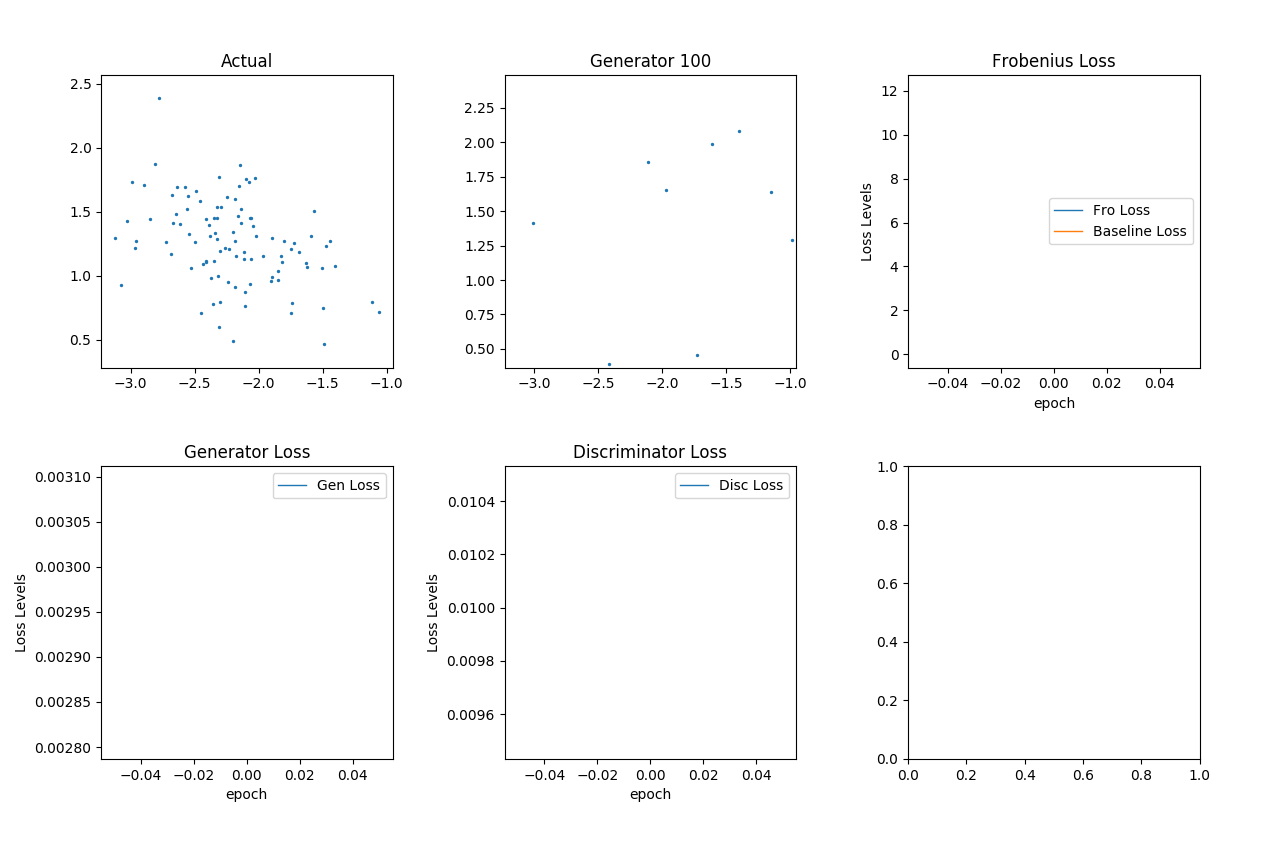 Actual
2.5
2.0
1.5
1.0
0.5
−3.0 −2.5 −2.0 −1.5 −1.0
Generator 100
2.25
2.00
1.75
1.50
1.25
1.00
0.75
0.50
−3.0 −2.5 −2.0 −1.5 −1.0
Frobenius Loss
Loss Levels
12
10
8
6
4
2
0
Fro Loss
Baseline Loss
−0.04 −0.02 0.00 0.02 0.04
epoch
Generator Loss
Loss Levels
0.00310
0.00305
0.00300
0.00295
0.00290
0.00285
0.00280
Gen Loss
−0.04 −0.02 0.00 0.02 0.04
epoch
Discriminator Loss
Loss Levels
0.0104
0.0102
0.0100
0.0098
0.0096
Disc Loss
−0.04 −0.02 0.00 0.02 0.04
epoch
1.0
0.8
0.6
0.4
0.2
0.0
0.0 0.2 0.4 0.6 0.8 1.0